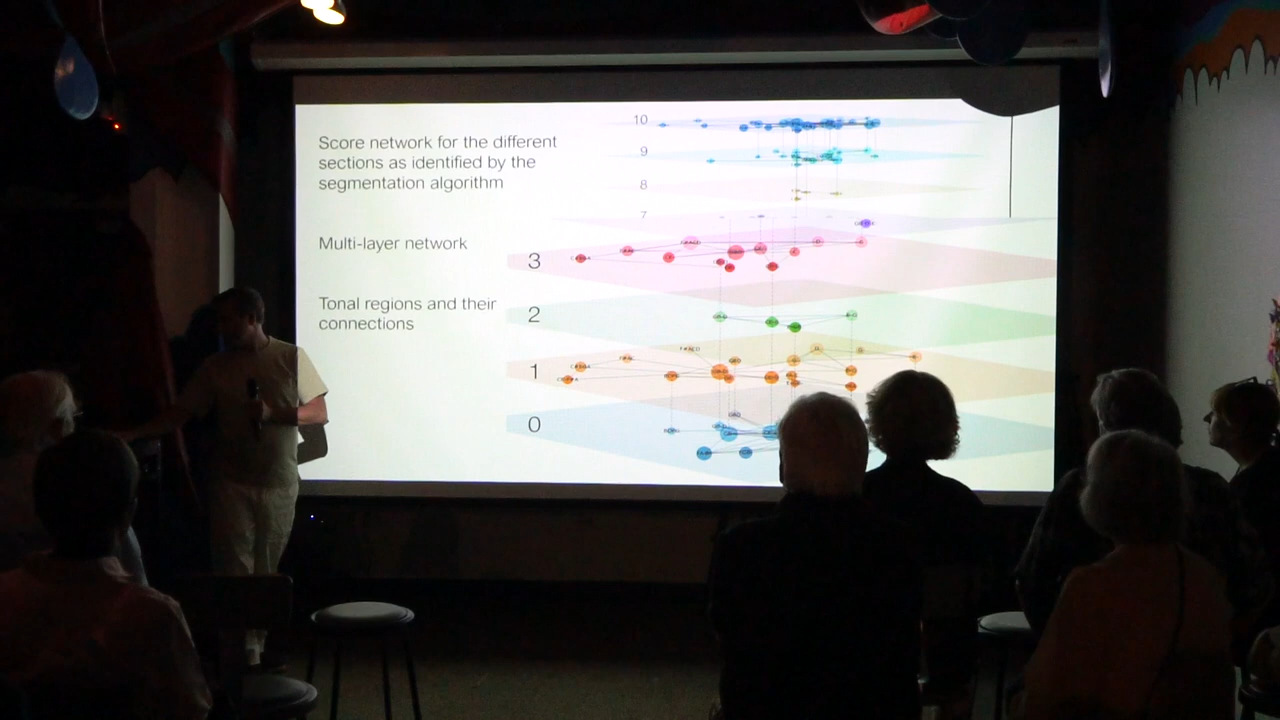 Score network for the different
sections as identified by the
segmentation algorithm
Multi-layer network
Tonal regions and their
connections
10
9
8
7
3
2
1
0